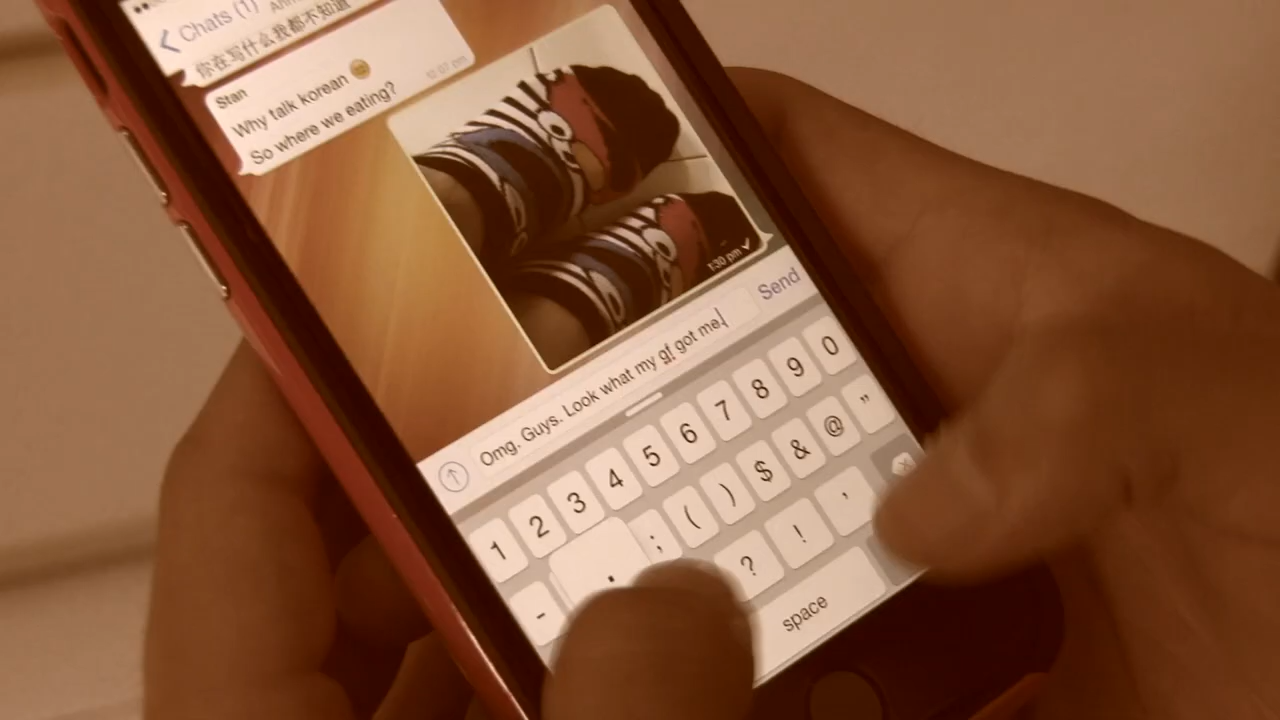 Chats (1)
你在写什么我都不知道
Stan
Why talk korean 😑
12:07 pm
So where we eating?
1:30 pm
Omg. Guys. Look what my gf got me.
Send
1 2 3 4 5 6 7 8 9 0
- ; ( ) $ & @ "
. ? ! '
space